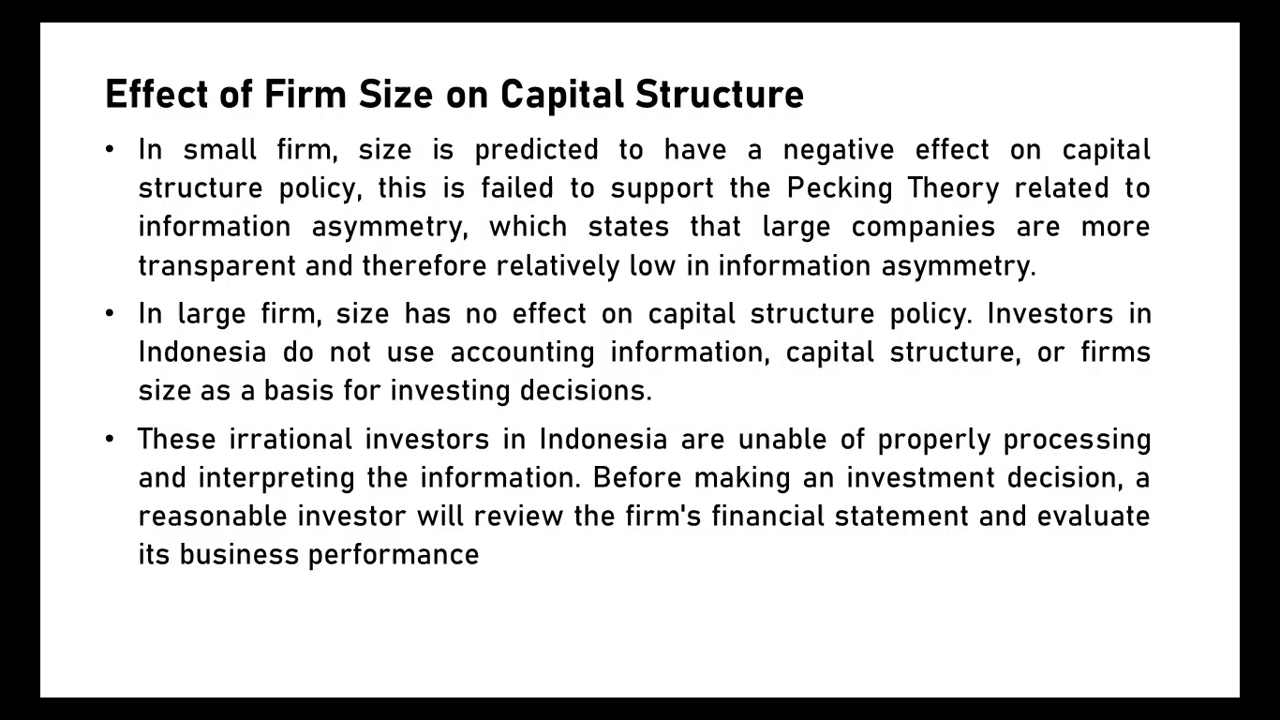 Effect of Firm Size on Capital Structure
• In small firm, size is predicted to have a negative effect on capital
structure policy, this is failed to support the Pecking Theory related to
information asymmetry, which states that large companies are more
transparent and therefore relatively low in information asymmetry.
• In large firm, size has no effect on capital structure policy. Investors in
Indonesia do not use accounting information, capital structure, or firms
size as a basis for investing decisions.
• These irrational investors in Indonesia are unable of properly processing
and interpreting the information. Before making an investment decision, a
reasonable investor will review the firm's financial statement and evaluate
its business performance